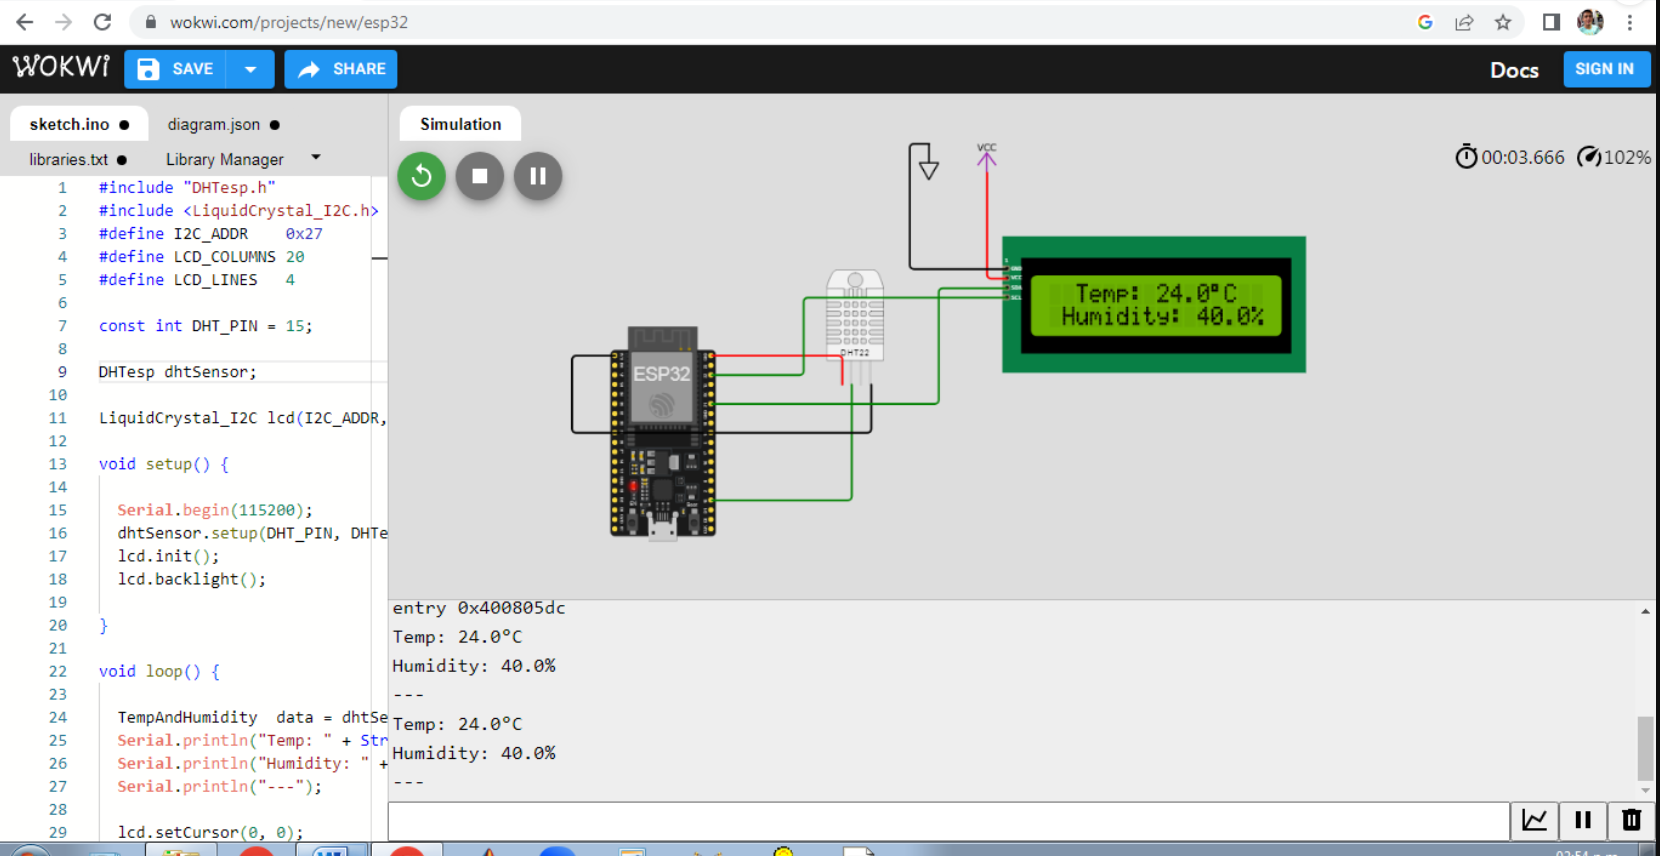 wokwi.com/projects/new/esp32
WOKWI
SAVE
SHARE
Docs
SIGN IN
sketch.ino ●
diagram.json ●
libraries.txt ●
Library Manager
Simulation
00:03.666
102%
1 #include "DHTesp.h"
2 #include <LiquidCrystal_I2C.h>
3 #define I2C_ADDR    0x27
4 #define LCD_COLUMNS 20
5 #define LCD_LINES   4
6
7 const int DHT_PIN = 15;
8
9 DHTesp dhtSensor;
10
11 LiquidCrystal_I2C lcd(I2C_ADDR,
12
13 void setup() {
14
15   Serial.begin(115200);
16   dhtSensor.setup(DHT_PIN, DHTe
17   lcd.init();
18   lcd.backlight();
19
20 }
21
22 void loop() {
23
24   TempAndHumidity  data = dhtSe
25   Serial.println("Temp: " + Str
26   Serial.println("Humidity: " +
27   Serial.println("---");
28
29   lcd.setCursor(0, 0);
VCC
GND
VCC
SDA
SCL
Temp: 24.0°C
Humidity: 40.0%
DHT22
ESP32
entry 0x400805dc
Temp: 24.0°C
Humidity: 40.0%
---
Temp: 24.0°C
Humidity: 40.0%
---